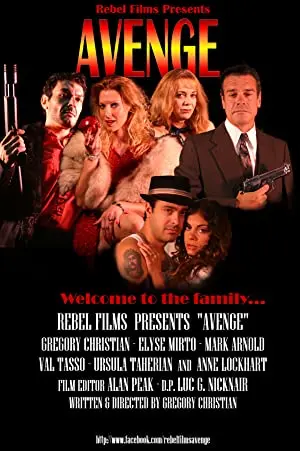 Rebel Films Presents
AVENGE
Welcome to the family...
REBEL FILMS PRESENTS "AVENGE"
GREGORY CHRISTIAN - ELYSE MIRTO - MARK ARNOLD
VAL TASSO - URSULA TAHERIAN AND ANNE LOCKHART
FILM EDITOR ALAN PEAK - D.P. LUC G. NICKNAIR
WRITTEN & DIRECTED BY GREGORY CHRISTIAN
http://www.facebook.com/rebelfilmsavenge